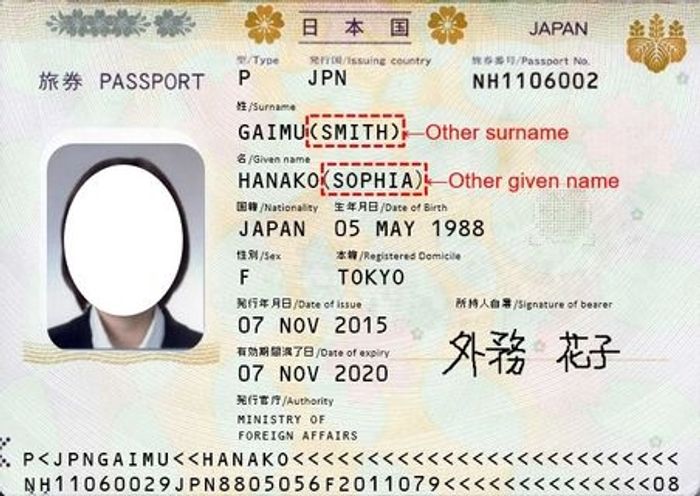 日本国 JAPAN
旅券 PASSPORT
型/Type 発行国/Issuing country 旅券番号/Passport No.
P JPN NH1106002
姓/Surname
GAIMU(SMITH) Other surname
名/Given name
HANAKO(SOPHIA) Other given name
国籍/Nationality 生年月日/Date of Birth
JAPAN 05 MAY 1988
性別/Sex 本籍/Registered Domicile
F TOKYO
発行年月日/Date of issue 所持人自署/Signature of bearer
07 NOV 2015
外務 花子
有効期間満了日/Date of expiry
07 NOV 2020
発行官庁/Authority
MINISTRY OF
FOREIGN AFFAIRS
P<JPNGAIMU<<HANAKO<<<<<<<<<<<<<<<<<<<<<<<<<<
NH11060029JPN8805056F2011079<<<<<<<<<<<<<<08